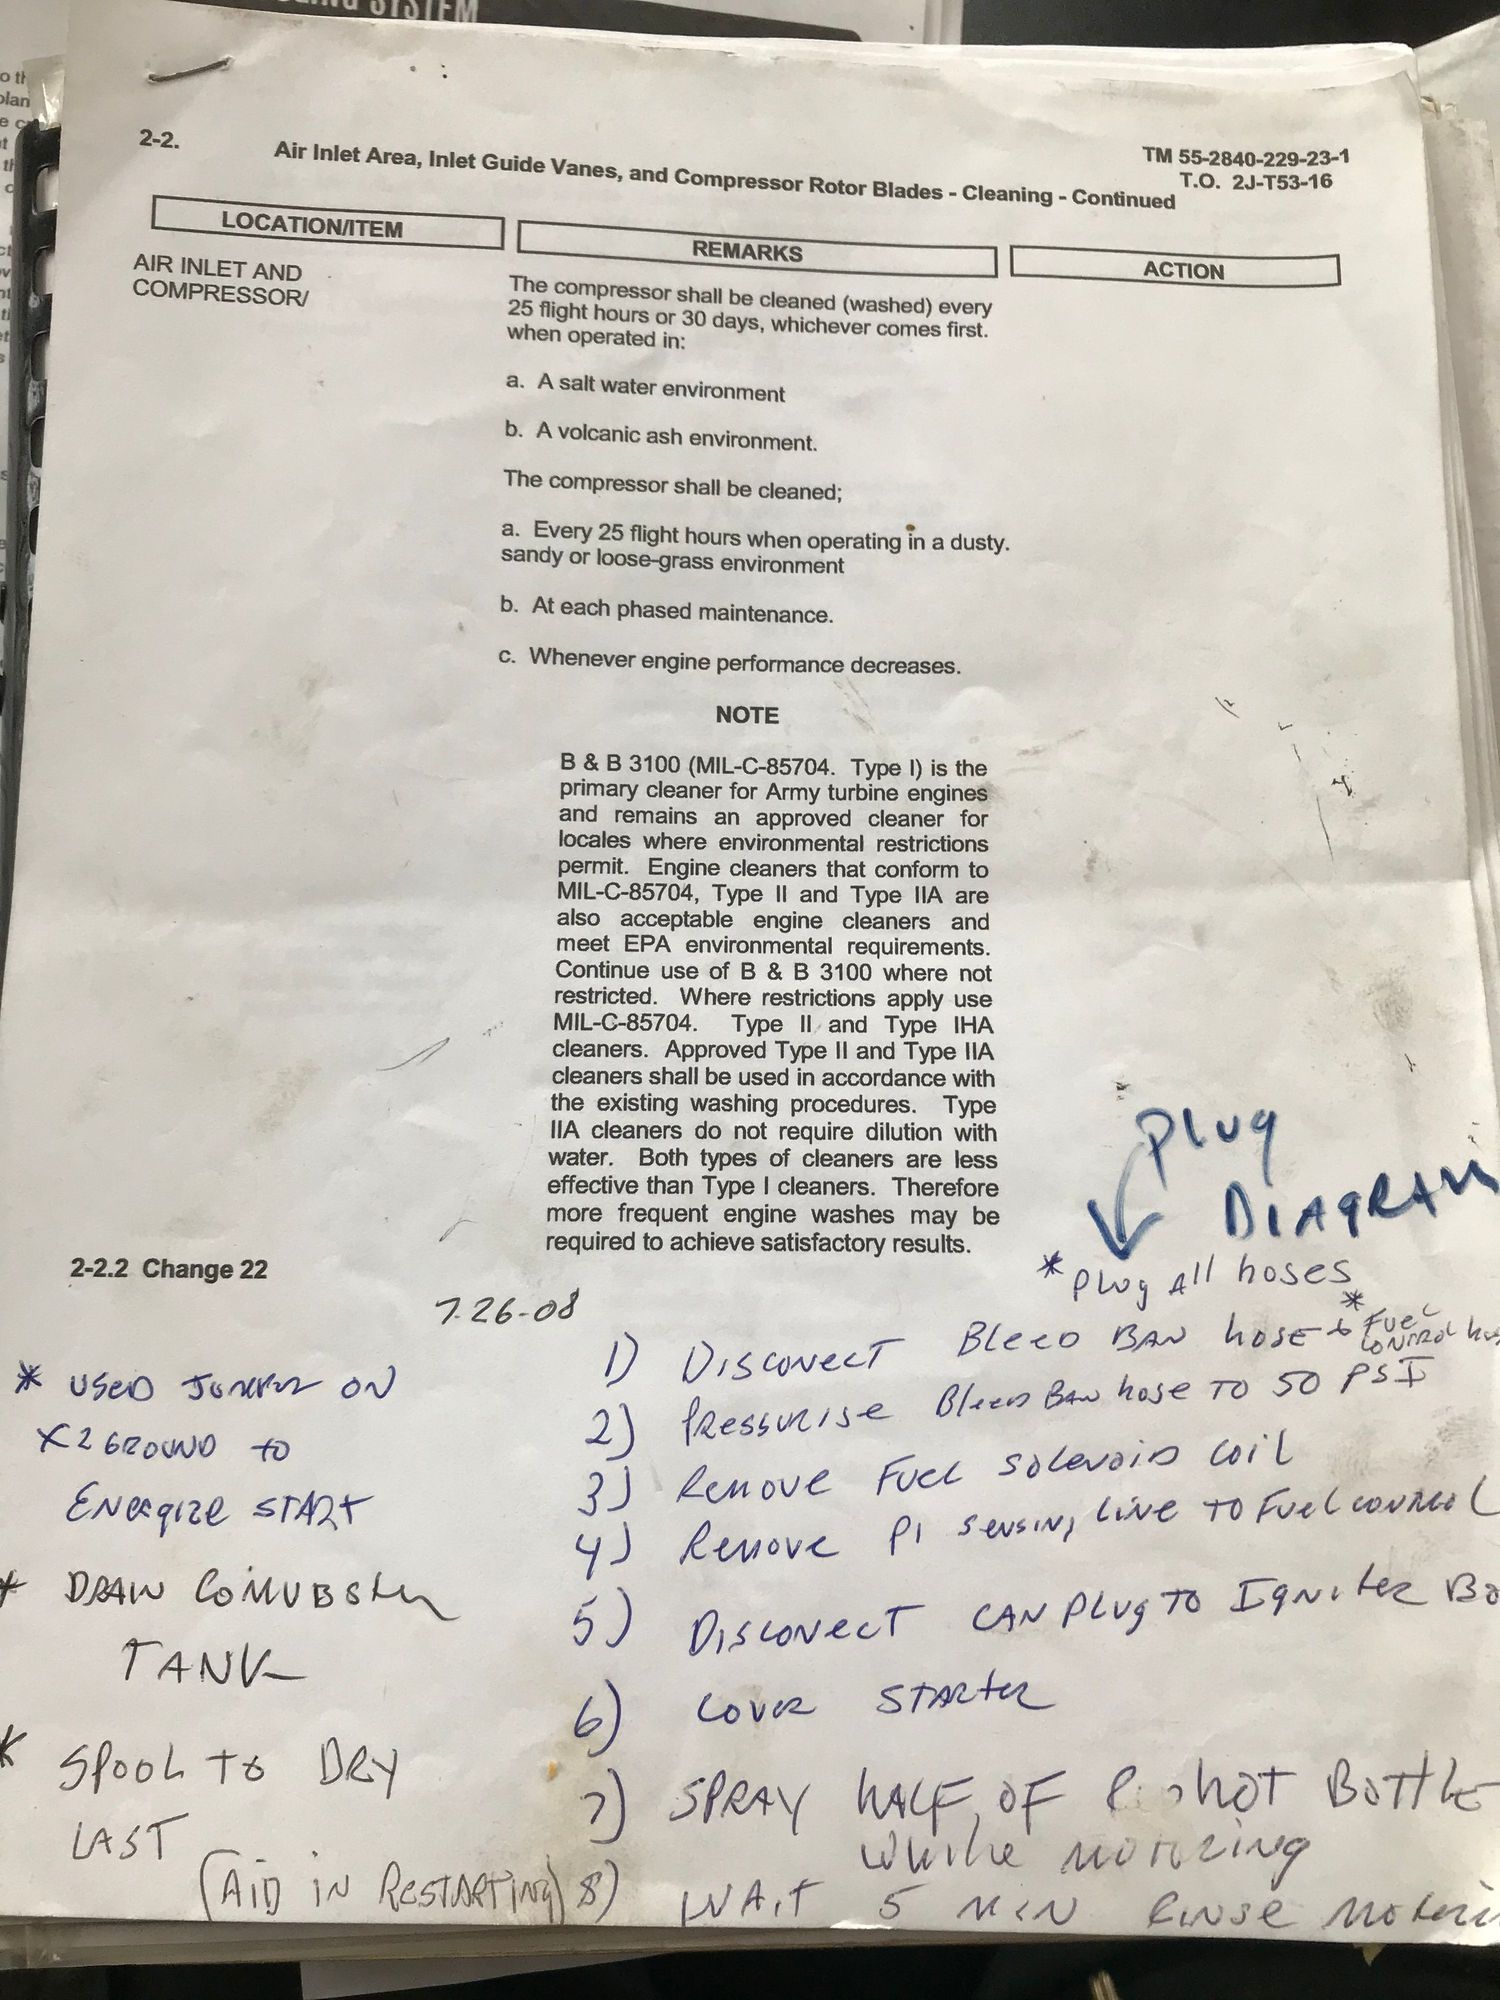 SYSTEM
2-2.
Air Inlet Area, Inlet Guide Vanes, and Compressor Rotor Blades - Cleaning - Continued
TM 55-2840-229-23-1
T.O. 2J-T53-16
LOCATION/ITEM
REMARKS
ACTION
AIR INLET AND
COMPRESSOR/
The compressor shall be cleaned (washed) every
25 flight hours or 30 days, whichever comes first.
when operated in:
a. A salt water environment
b. A volcanic ash environment.
The compressor shall be cleaned;
a. Every 25 flight hours when operating in a dusty.
sandy or loose-grass environment
b. At each phased maintenance.
c. Whenever engine performance decreases.
NOTE
B & B 3100 (MIL-C-85704. Type I) is the
primary cleaner for Army turbine engines
and remains an approved cleaner for
locales where environmental restrictions
permit. Engine cleaners that conform to
MIL-C-85704, Type II and Type IIA are
also acceptable engine cleaners and
meet EPA environmental requirements.
Continue use of B & B 3100 where not
restricted. Where restrictions apply use
MIL-C-85704. Type II and Type IHA
cleaners. Approved Type II and Type IIA
cleaners shall be used in accordance with
the existing washing procedures. Type
IIA cleaners do not require dilution with
water. Both types of cleaners are less
effective than Type I cleaners. Therefore
more frequent engine washes may be
required to achieve satisfactory results.
2-2.2 Change 22
Plug
DIAGRAM
* Plug All hoses
7-26-08
1) DISCONECT Bleed BAN hose & * Fuel
CONTROL
2) PRessurise Bleed BAN hose TO 50 PSI
3) Remove Fuel solenoid coil
4) Remove P1 sensing Line TO Fuel CONTROL
5) DISCONECT CAN Plug TO Igniter Bo
6) Cover STARTER
7) SPRAY HALF OF shot Bottle
while motoring
8) WAIT 5 MIN Rinse
* USED Jumper ON
X2 GROUND to
Energize START
* DRAIN
TANK
* Spool to DRY
LAST
(AID IN RESTARTING)